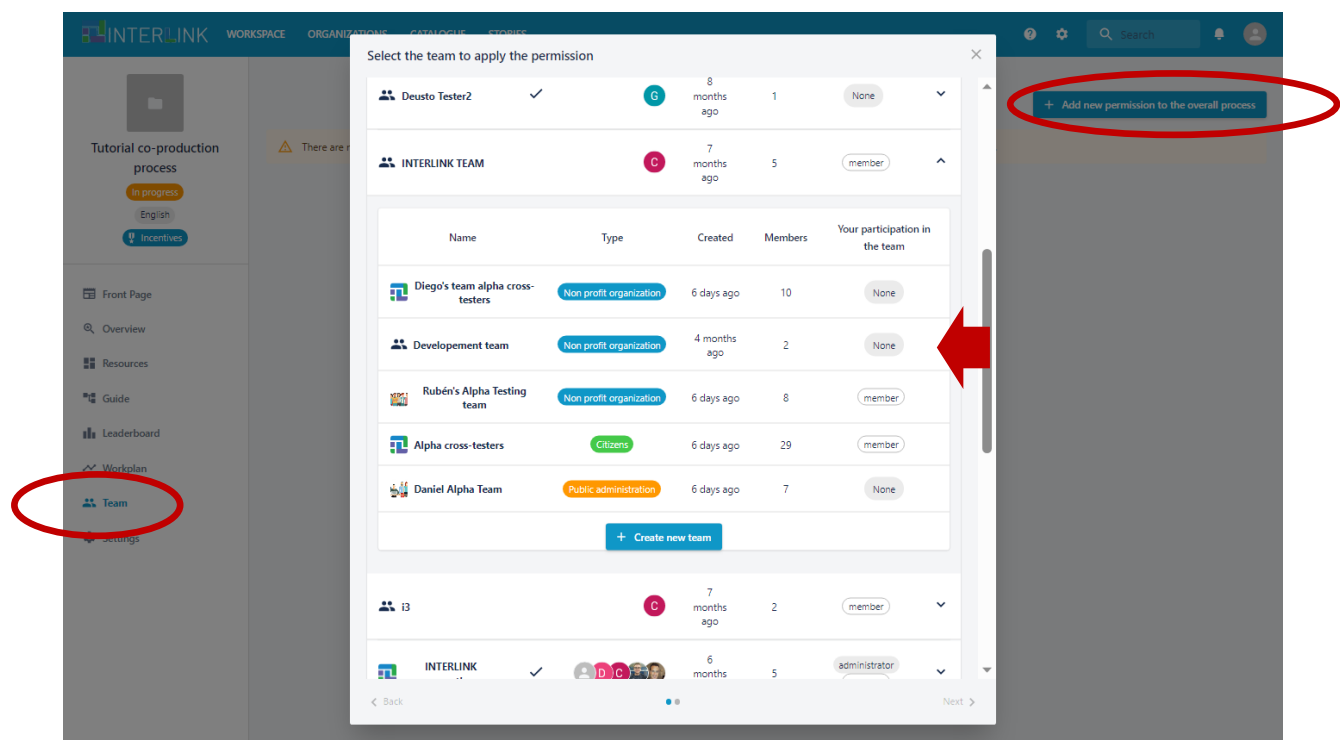 INTERLINK WORKSPACE ORGANIZATIONS CATALOGUE STORIES Search
Tutorial co-production
process
In progress
English
Incentives
Front Page
Overview
Resources
Guide
Leaderboard
Workplan
Team
Settings
+ Add new permission to the overall process
There are
Select the team to apply the permission
Deusto Tester2 G 8 months ago 1 None
INTERLINK TEAM C 7 months ago 5 member
Name Type Created Members Your participation in the team
Diego's team alpha cross-testers Non profit organization 6 days ago 10 None
Developement team Non profit organization 4 months ago 2 None
Rubén's Alpha Testing team Non profit organization 6 days ago 8 member
Alpha cross-testers Citizens 6 days ago 29 member
Daniel Alpha Team Public administration 6 days ago 7 None
+ Create new team
i3 C 7 months ago 2 member
INTERLINK D C 6 months 5 administrator
Back Next